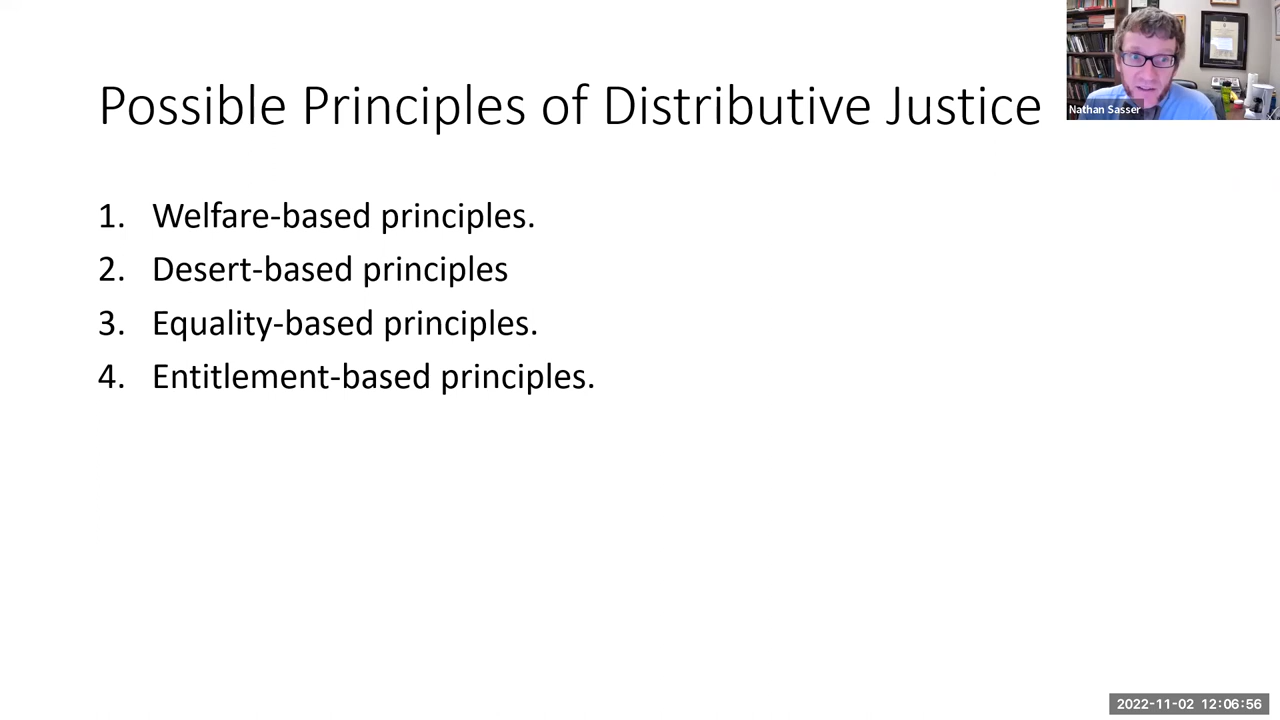 Possible Principles of Distributive Justice
Nathan Sasser
1. Welfare-based principles.
2. Desert-based principles
3. Equality-based principles.
4. Entitlement-based principles.
2022-11-02 12:06:56